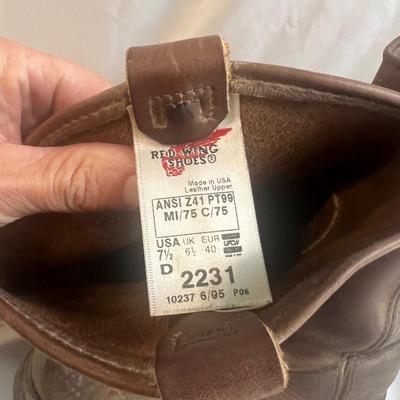 RED WING
SHOES®
Made in USA
Leather Upper
ANSI Z41 PT99
MI/75 C/75
USA UK EUR
7½ 6½ 40
D
2231
10237 6/05 P06